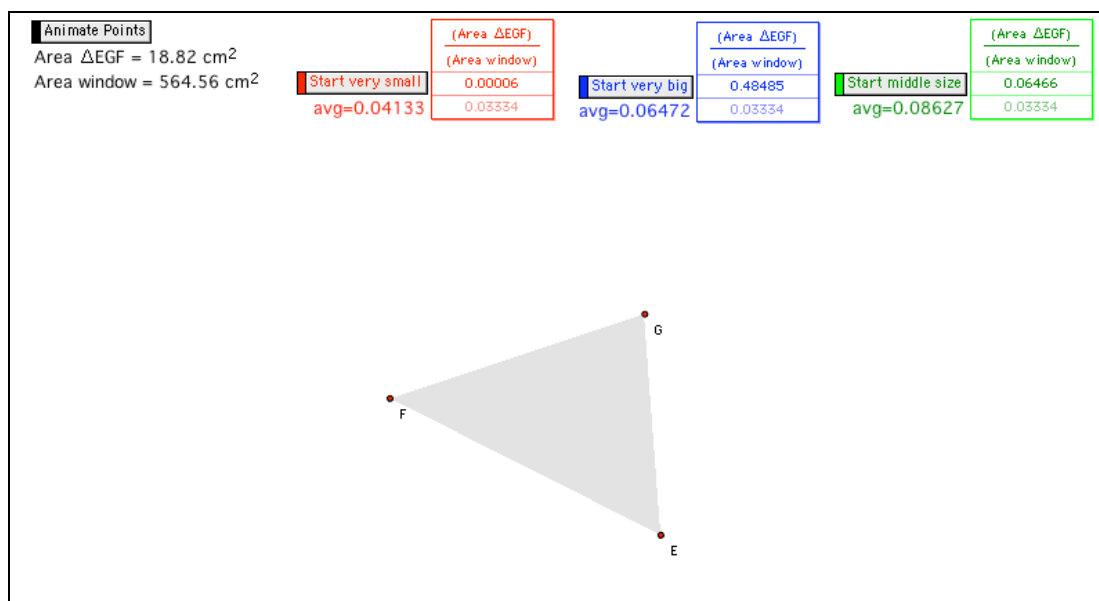 Animate Points
Area ΔEGF = 18.82 cm²
Area window = 564.56 cm²
Start very small
avg=0.04133
(Area ΔEGF)
(Area window)
0.00006
0.03334
Start very big
avg=0.06472
(Area ΔEGF)
(Area window)
0.48485
0.03334
Start middle size
avg=0.08627
(Area ΔEGF)
(Area window)
0.06466
0.03334
G
F
E